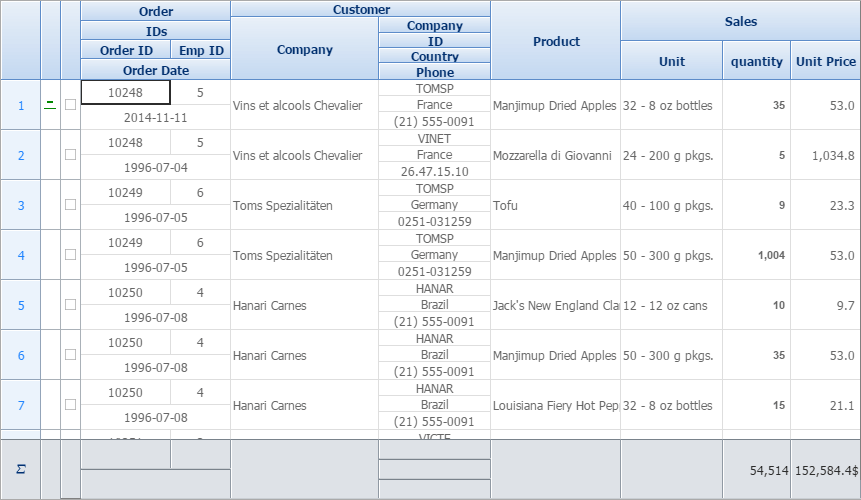 Order Customer
IDs Company ID Country Phone
Order ID Emp ID Company Product Sales
Order Date Unit quantity Unit Price
1 10248 5 Vins et alcools Chevalier TOMSP Manjimup Dried Apples 32 - 8 oz bottles 35 53.0
France
2014-11-11 (21) 555-0091
2 10248 5 Vins et alcools Chevalier VINET Mozzarella di Giovanni 24 - 200 g pkgs. 5 1,034.8
France
1996-07-04 26.47.15.10
3 10249 6 Toms Spezialitäten TOMSP Tofu 40 - 100 g pkgs. 9 23.3
Germany
1996-07-05 0251-031259
4 10249 6 Toms Spezialitäten TOMSP Manjimup Dried Apples 50 - 300 g pkgs. 1,004 53.0
Germany
1996-07-05 0251-031259
5 10250 4 Hanari Carnes HANAR Jack's New England Cla 12 - 12 oz cans 10 9.7
Brazil
1996-07-08 (21) 555-0091
6 10250 4 Hanari Carnes HANAR Manjimup Dried Apples 50 - 300 g pkgs. 35 53.0
Brazil
1996-07-08 (21) 555-0091
7 10250 4 Hanari Carnes HANAR Louisiana Fiery Hot Pep 32 - 8 oz bottles 15 21.1
Brazil
1996-07-08 (21) 555-0091
Σ 54,514 152,584.4$